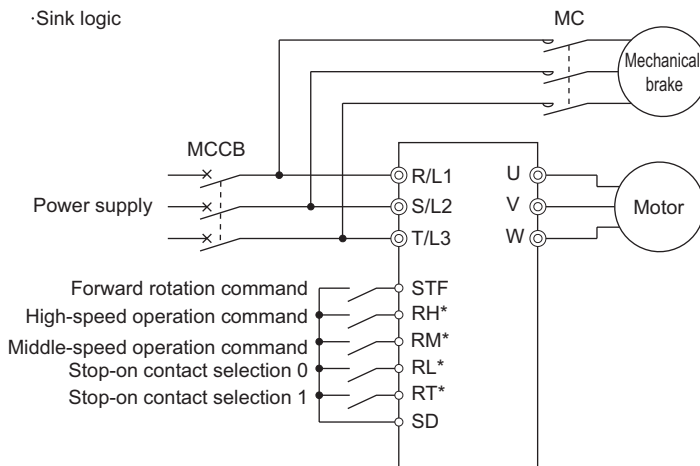 ·Sink logic
MC
Mechanical
brake
MCCB
R/L1
U
Power supply
S/L2
V
Motor
T/L3
W
Forward rotation command
STF
High-speed operation command
RH*
Middle-speed operation command
RM*
Stop-on contact selection 0
RL*
Stop-on contact selection 1
RT*
SD